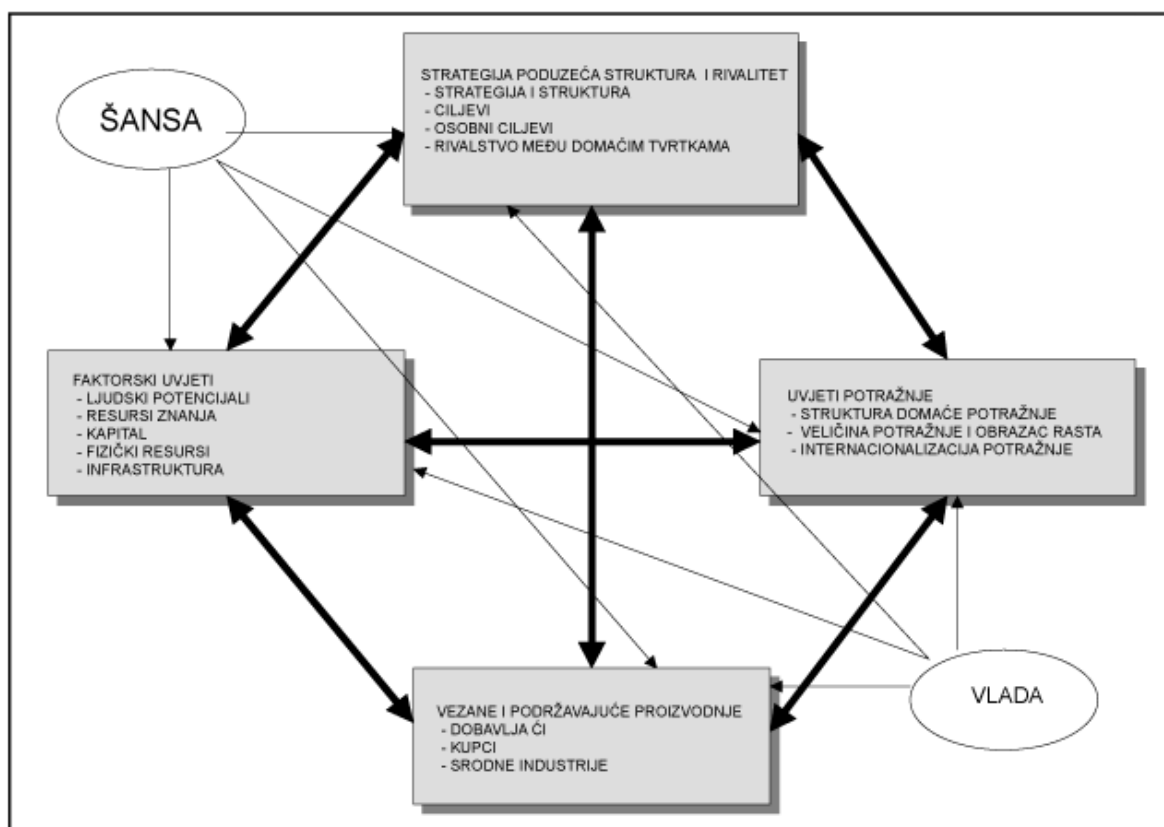 STRATEGIJA PODUZEĆA STRUKTURA I RIVALITET
- STRATEGIJA I STRUKTURA
- CILJEVI
- OSOBNI CILJEVI
- RIVALSTVO MEĐU DOMAĆIM TVRTKAMA
ŠANSA
FAKTORSKI UVJETI
- LJUDSKI POTENCIJALI
- RESURSI ZNANJA
- KAPITAL
- FIZIČKI RESURSI
- INFRASTRUKTURA
UVJETI POTRAŽNJE
- STRUKTURA DOMAĆE POTRAŽNJE
- VELIČINA POTRAŽNJE I OBRAZAC RASTA
- INTERNACIONALIZACIJA POTRAŽNJE
VEZANE I PODRŽAVAJUĆE PROIZVODNJE
- DOBAVLJA ĆI
- KUPCI
- SRODNE INDUSTRIJE
VLADA